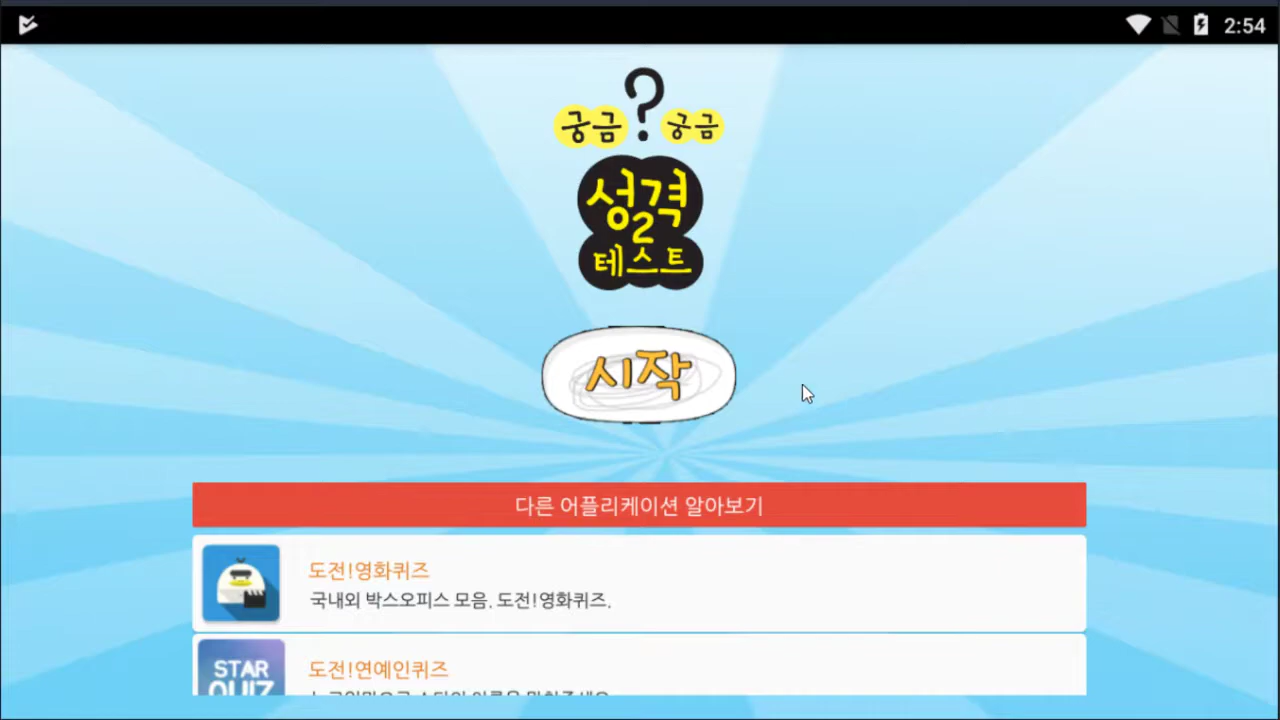 2:54
궁금?궁금
성격
2
테스트
시작
다른 어플리케이션 알아보기
도전!영화퀴즈
국내외 박스오피스 모음. 도전!영화퀴즈.
STAR
QUIZ
도전!연예인퀴즈